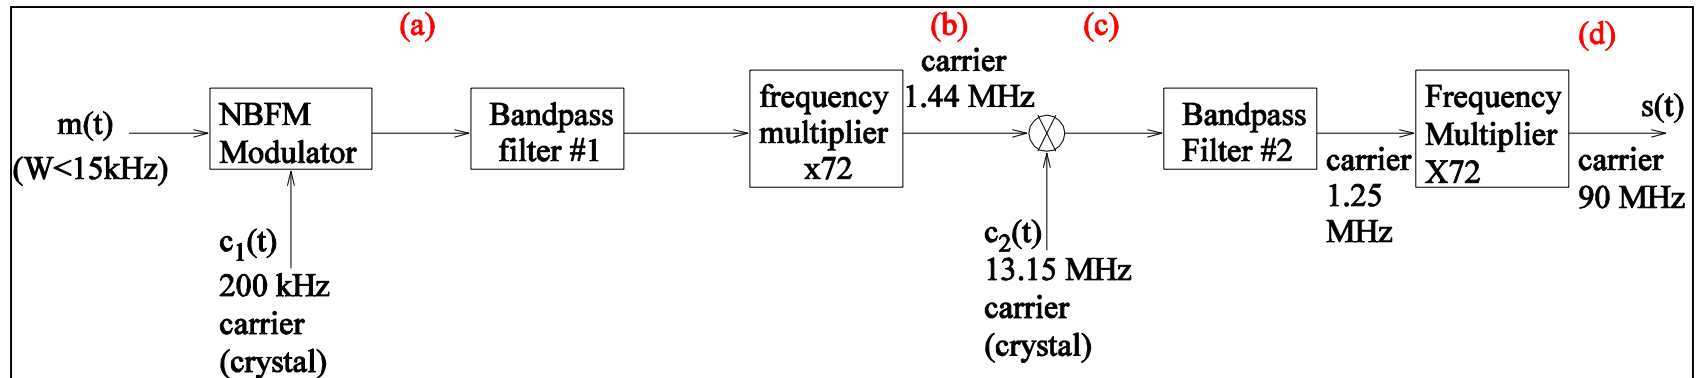 (a)
(b)
(c)
(d)
m(t)
(W<15kHz)
NBFM
Modulator
c1(t)
200 kHz
carrier
(crystal)
Bandpass
filter #1
frequency
multiplier
x72
carrier
1.44 MHz
c2(t)
13.15 MHz
carrier
(crystal)
Bandpass
Filter #2
carrier
1.25
MHz
Frequency
Multiplier
X72
s(t)
carrier
90 MHz